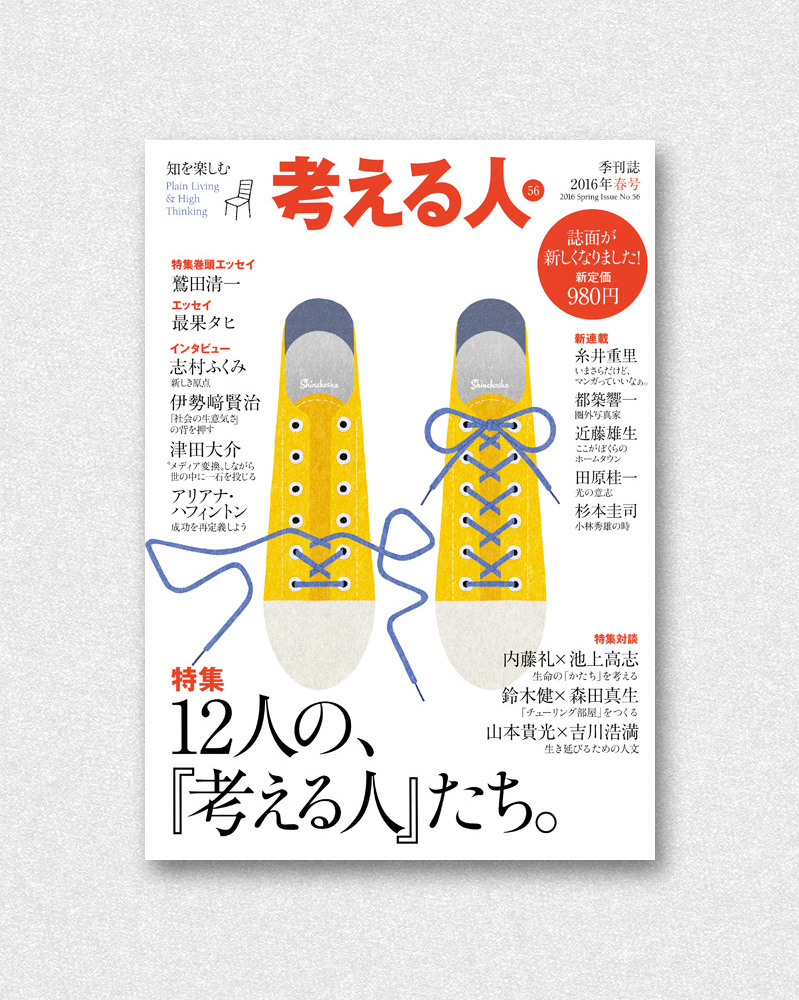 知を楽しむ
Plain Living
& High
Thinking
考える人
56
季刊誌
2016年 春号
2016 Spring Issue No.56
誌面が
新しくなりました!
新定価
980円
特集巻頭エッセイ
鷲田清一
エッセイ
最果タヒ
インタビュー
志村ふくみ
新しき原点
伊勢﨑賢治
「社会の生意気さ」
の背を押す
津田大介
〝メディア変換〟しながら
世の中に一石を投じる
アリアナ・
ハフィントン
成功を再定義しよう
Shinchosha
Shinchosha
新連載
糸井重里
いまさらだけど、
マンガっていいなぁ。
都築響一
圏外写真家
近藤雄生
ここがぼくらの
ホームタウン
田原桂一
光の意志
杉本圭司
小林秀雄の時
特集対談
内藤礼×池上高志
生命の「かたち」を考える
鈴木健×森田真生
「チューリング部屋」をつくる
山本貴光×吉川浩満
生き延びるための人文
特集
12人の、
『考える人』たち。